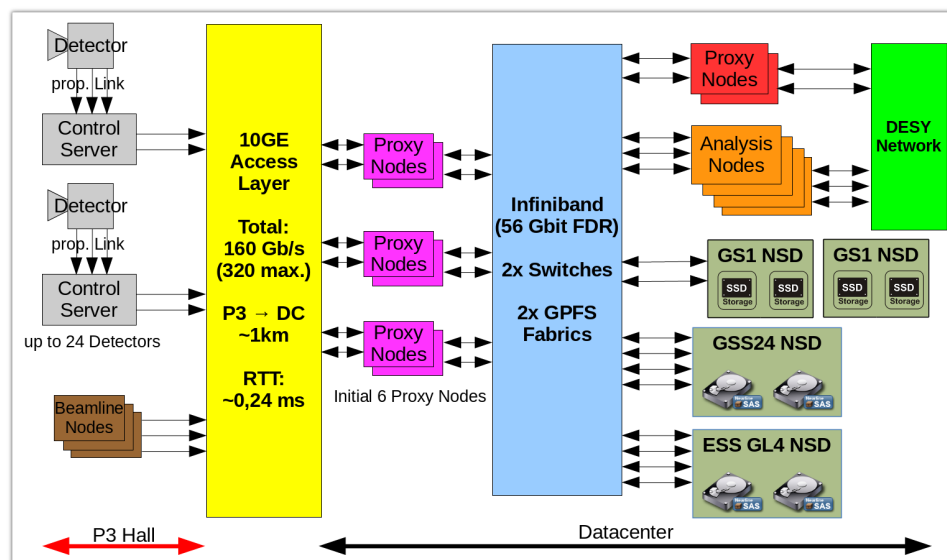 Detector
prop. Link
Control
Server
Detector
prop. Link
Control
Server
up to 24 Detectors
Beamline
Nodes
P3 Hall
10GE
Access
Layer
Total:
160 Gb/s
(320 max.)
P3 → DC
~1km
RTT:
~0,24 ms
Proxy
Nodes
Proxy
Nodes
Proxy
Nodes
Initial 6 Proxy Nodes
Infiniband
(56 Gbit FDR)
2x Switches
2x GPFS
Fabrics
Proxy
Nodes
Analysis
Nodes
DESY
Network
GS1 NSD
SSD
Storage
SSD
Storage
GS1 NSD
SSD
Storage
SSD
Storage
GSS24 NSD
Nearline
SAS
Nearline
SAS
ESS GL4 NSD
Nearline
SAS
Nearline
SAS
Datacenter